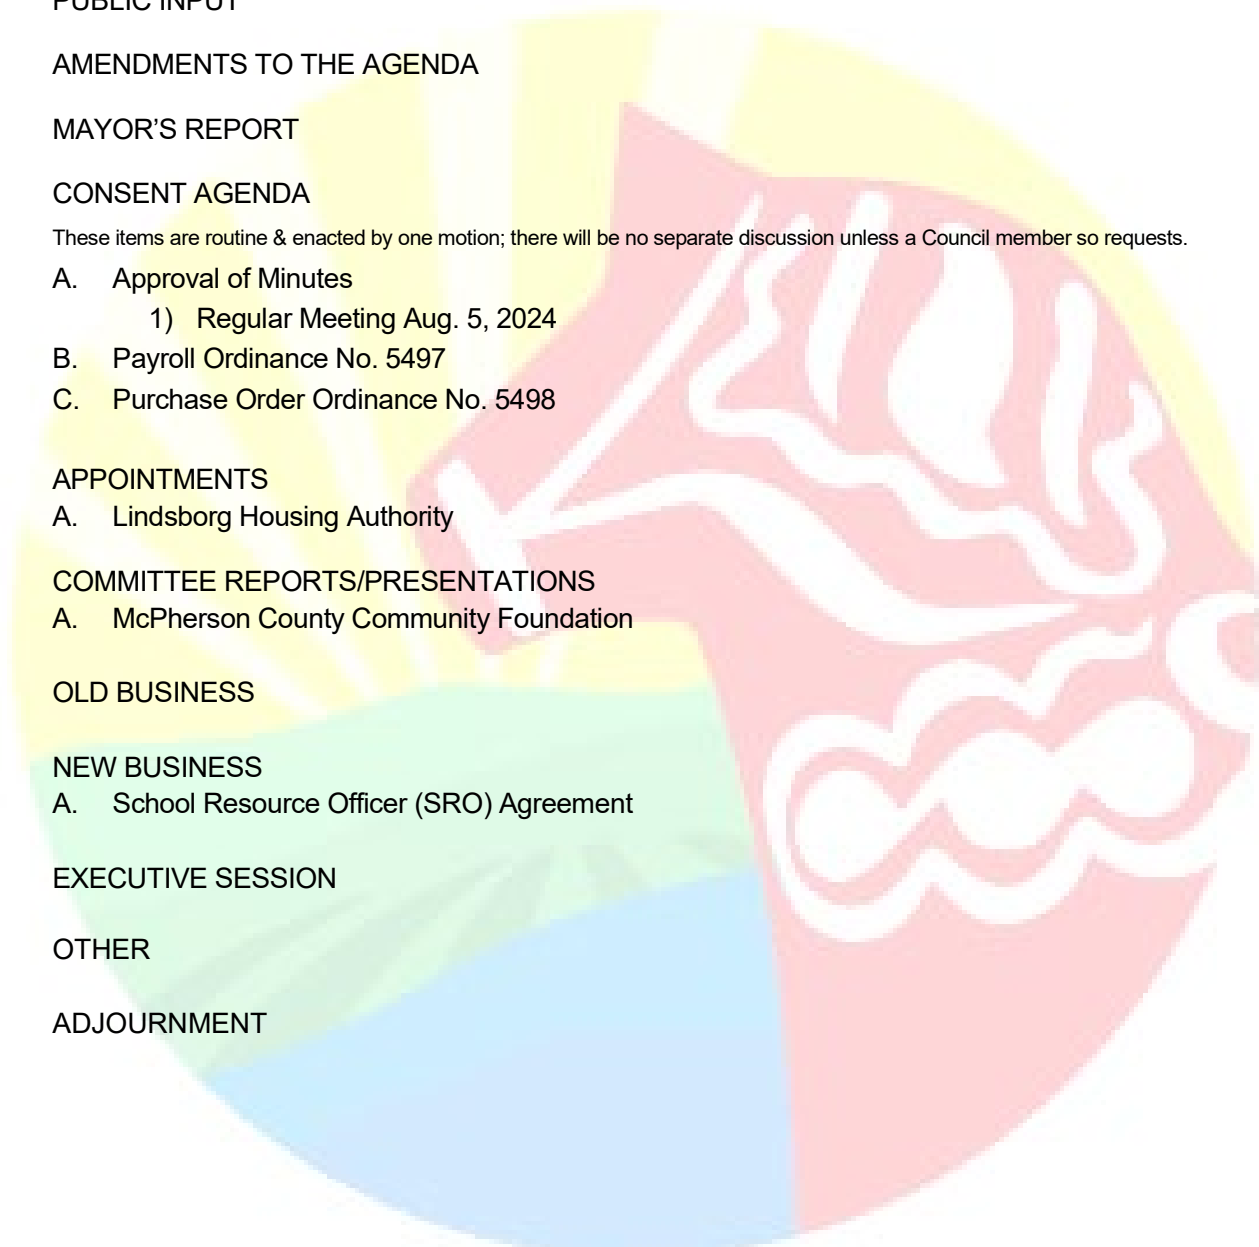 PUBLIC INPUT
AMENDMENTS TO THE AGENDA
MAYOR’S REPORT
CONSENT AGENDA
These items are routine & enacted by one motion; there will be no separate discussion unless a Council member so requests.
A. Approval of Minutes
1) Regular Meeting Aug. 5, 2024
B. Payroll Ordinance No. 5497
C. Purchase Order Ordinance No. 5498
APPOINTMENTS
A. Lindsborg Housing Authority
COMMITTEE REPORTS/PRESENTATIONS
A. McPherson County Community Foundation
OLD BUSINESS
NEW BUSINESS
A. School Resource Officer (SRO) Agreement
EXECUTIVE SESSION
OTHER
ADJOURNMENT